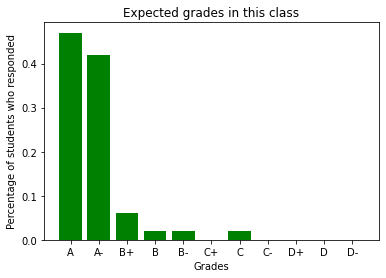 Expected grades in this class
Percentage of students who responded
0.4
0.3
0.2
0.1
0.0
A A- B+ B B- C+ C C- D+ D D-
Grades